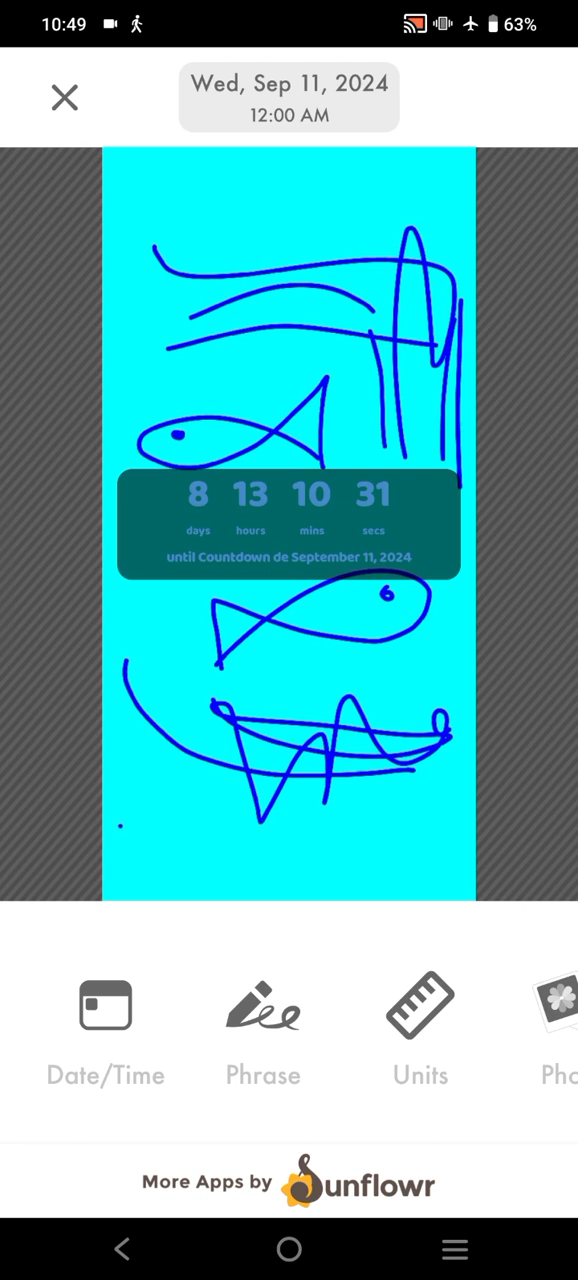 10:49
63%
Wed, Sep 11, 2024
12:00 AM
8 13 10 31
days hours mins secs
until Countdown de September 11, 2024
Date/Time Phrase Units Pho
More Apps by Sunflowr